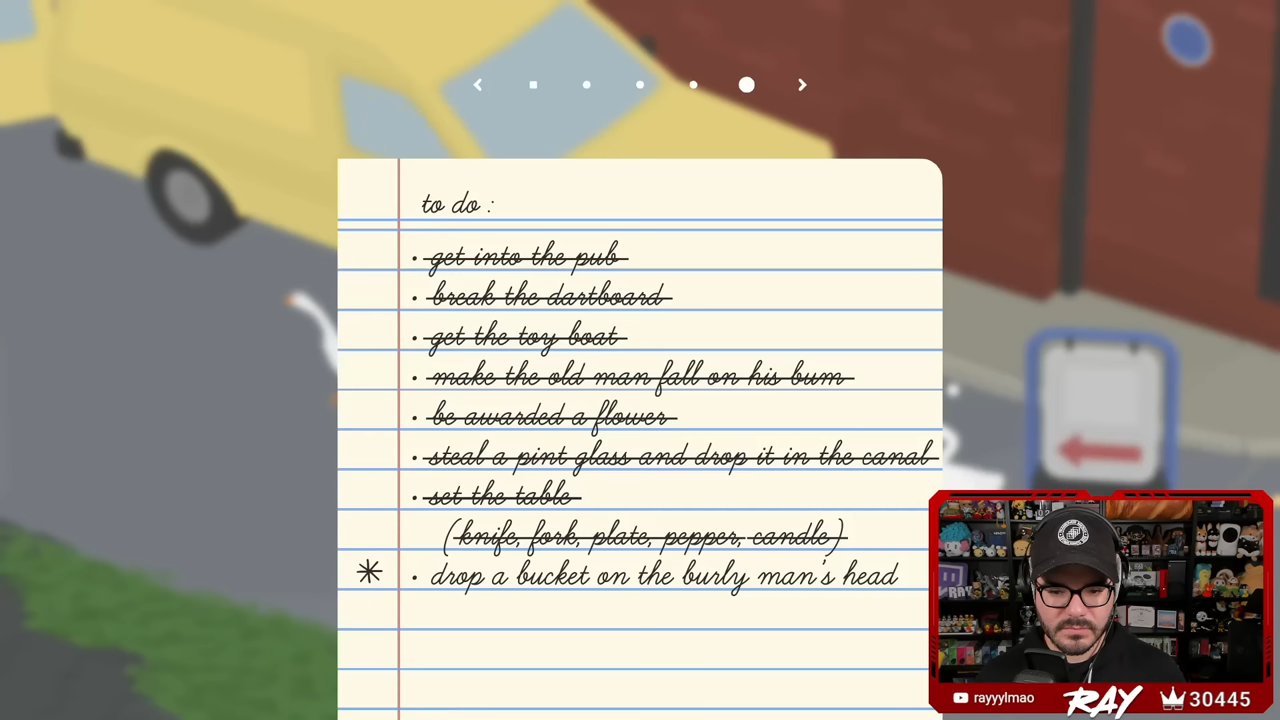 to do :
• get into the pub
• break the dartboard
• get the toy boat
• make the old man fall on his bum
• be awarded a flower
• steal a pint glass and drop it in the canal
• set the table
(knife, fork, plate, pepper, candle)
* • drop a bucket on the burly man's head
rayyylmao RAY 30445